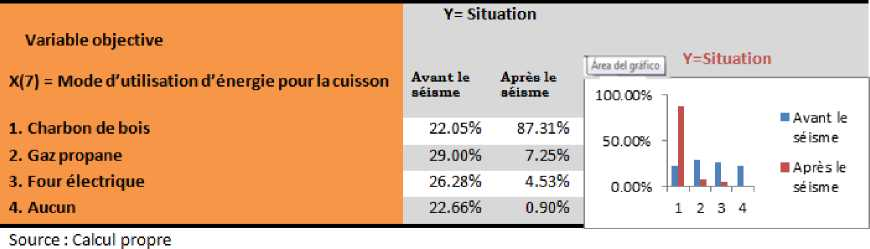 Y= Situation
Variable objective
X(7) = Mode d’utilisation d’énergie pour la cuisson
Avant le séisme
Après le séisme
1. Charbon de bois 22.05% 87.31%
2. Gaz propane 29.00% 7.25%
3. Four électrique 26.28% 4.53%
4. Aucun 22.66% 0.90%
Área del gráfico
Y=Situation
100.00%
50.00%
0.00%
1 2 3 4
Avant le séisme
Après le séisme
Source : Calcul propre